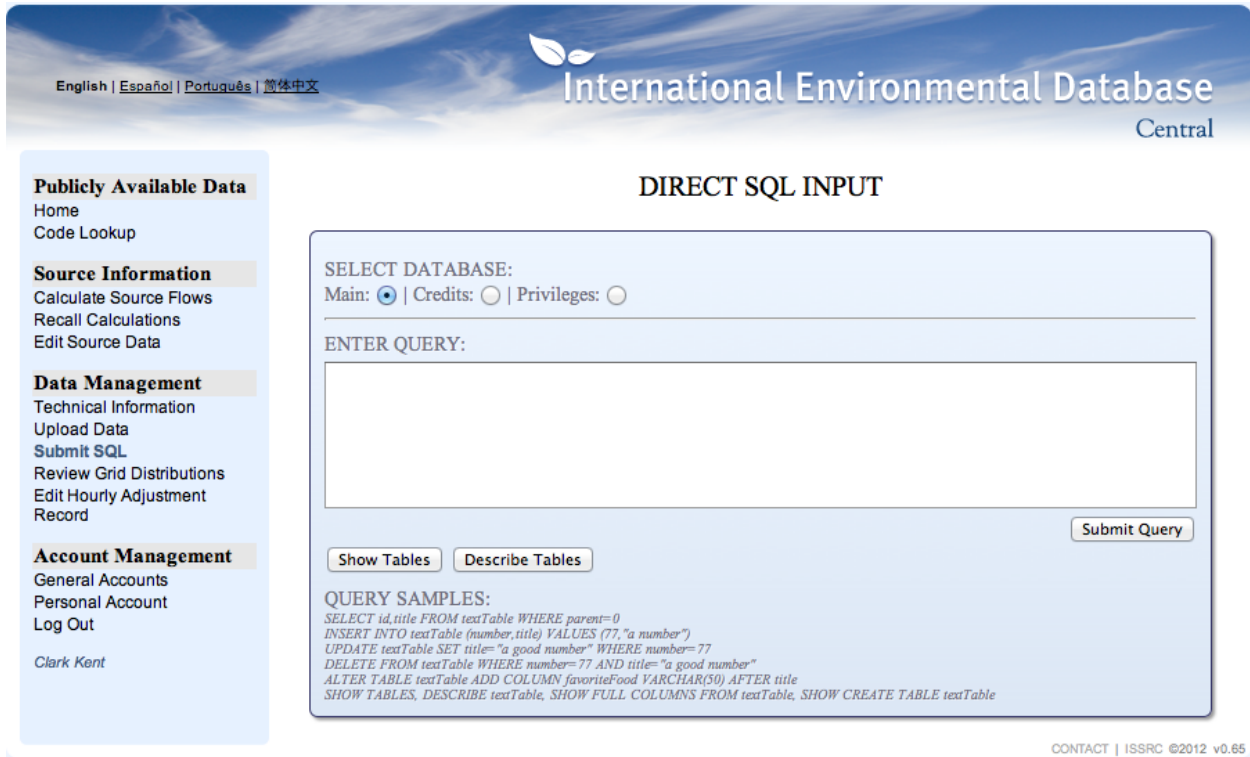 English | Español | Português | 简体中文
International Environmental Database
Central
Publicly Available Data
Home
Code Lookup
Source Information
Calculate Source Flows
Recall Calculations
Edit Source Data
Data Management
Technical Information
Upload Data
Submit SQL
Review Grid Distributions
Edit Hourly Adjustment
Record
Account Management
General Accounts
Personal Account
Log Out
Clark Kent
DIRECT SQL INPUT
SELECT DATABASE:
Main: | Credits: | Privileges:
ENTER QUERY:
Submit Query
Show Tables Describe Tables
QUERY SAMPLES:
SELECT id,title FROM textTable WHERE parent=0
INSERT INTO textTable (number,title) VALUES (77,"a number")
UPDATE textTable SET title="a good number" WHERE number=77
DELETE FROM textTable WHERE number=77 AND title="a good number"
ALTER TABLE textTable ADD COLUMN favoriteFood VARCHAR(50) AFTER title
SHOW TABLES, DESCRIBE textTable, SHOW FULL COLUMNS FROM textTable, SHOW CREATE TABLE textTable
CONTACT | ISSRC ©2012 v0.65